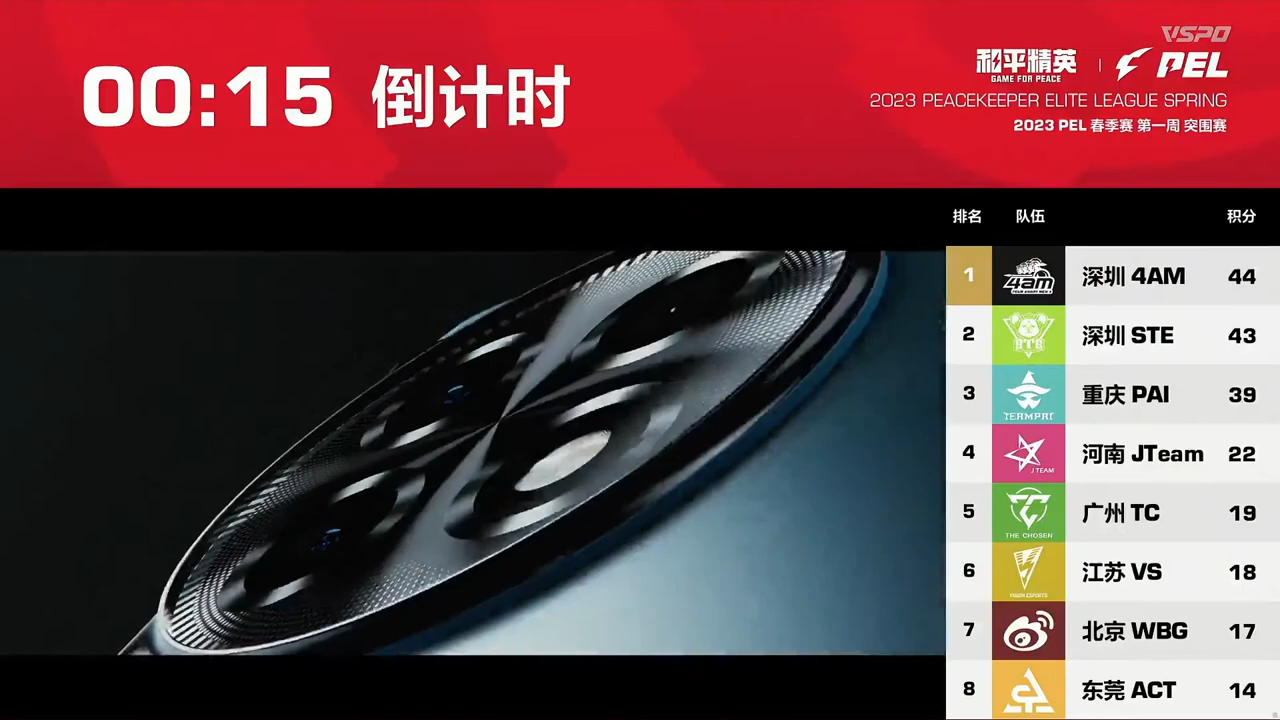 VSPO
00:15 倒计时
和平精英 GAME FOR PEACE | PEL
2023 PEACEKEEPER ELITE LEAGUE SPRING
2023 PEL 春季赛 第一周 突围赛
排名 队伍 积分
1 4am 深圳 4AM 44
2 STE 深圳 STE 43
3 TEAMPAI 重庆 PAI 39
4 J TEAM 河南 JTeam 22
5 THE CHOSEN 广州 TC 19
6 VISION ESPORTS 江苏 VS 18
7 北京 WBG 17
8 东莞 ACT 14